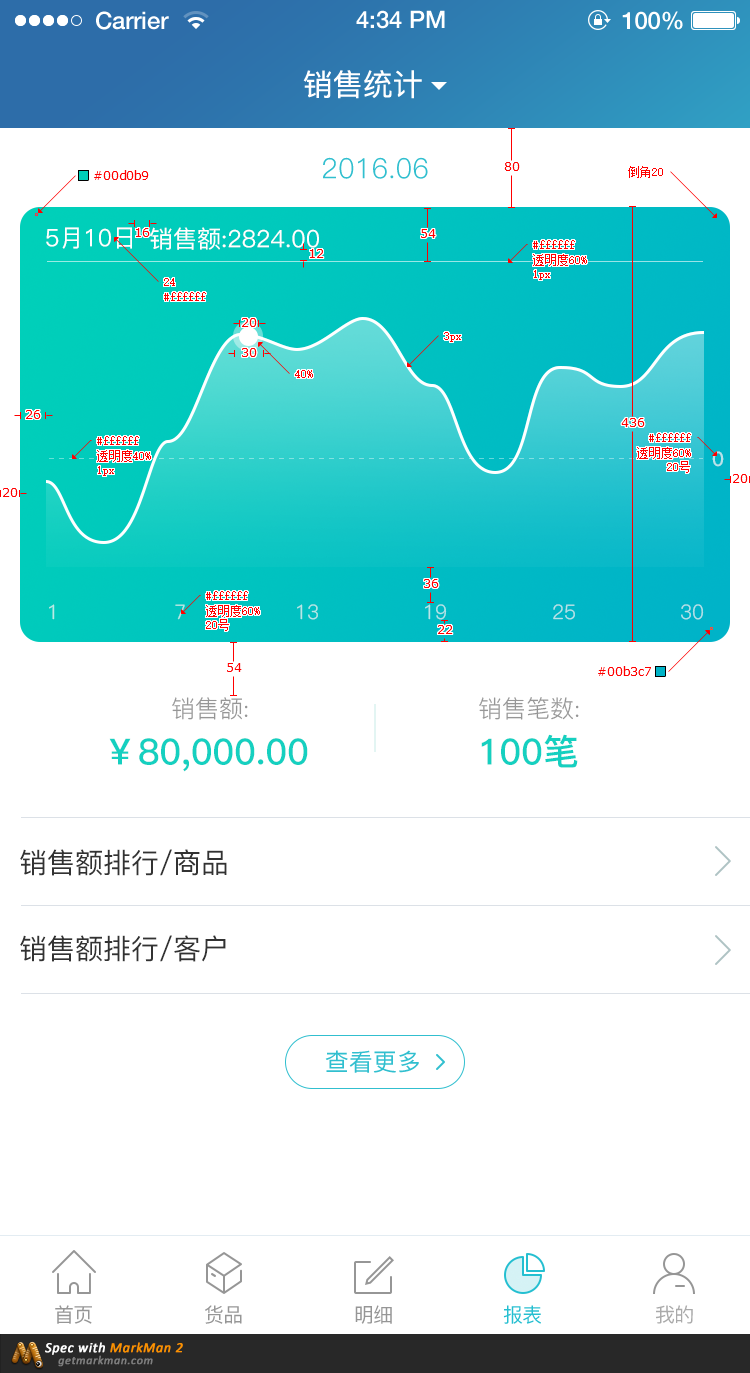 Carrier 4:34 PM 100%
销售统计
2016.06
80
#00d0b9
倒角20
5月10日 销售额:2824.00
16
54
12
#ffffff
透明度60%
1px
24
#ffffff
20
30
40%
3px
26
436
#ffffff
透明度40%
1px
#ffffff
透明度60%
20号
0
20
20
36
#ffffff
透明度60%
20号
1 7 13 19 25 30
22
54
#00b3c7
销售额: 销售笔数:
¥80,000.00 100笔
销售额排行/商品
销售额排行/客户
查看更多
首页 货品 明细 报表 我的
Spec with MarkMan 2
getmarkman.com